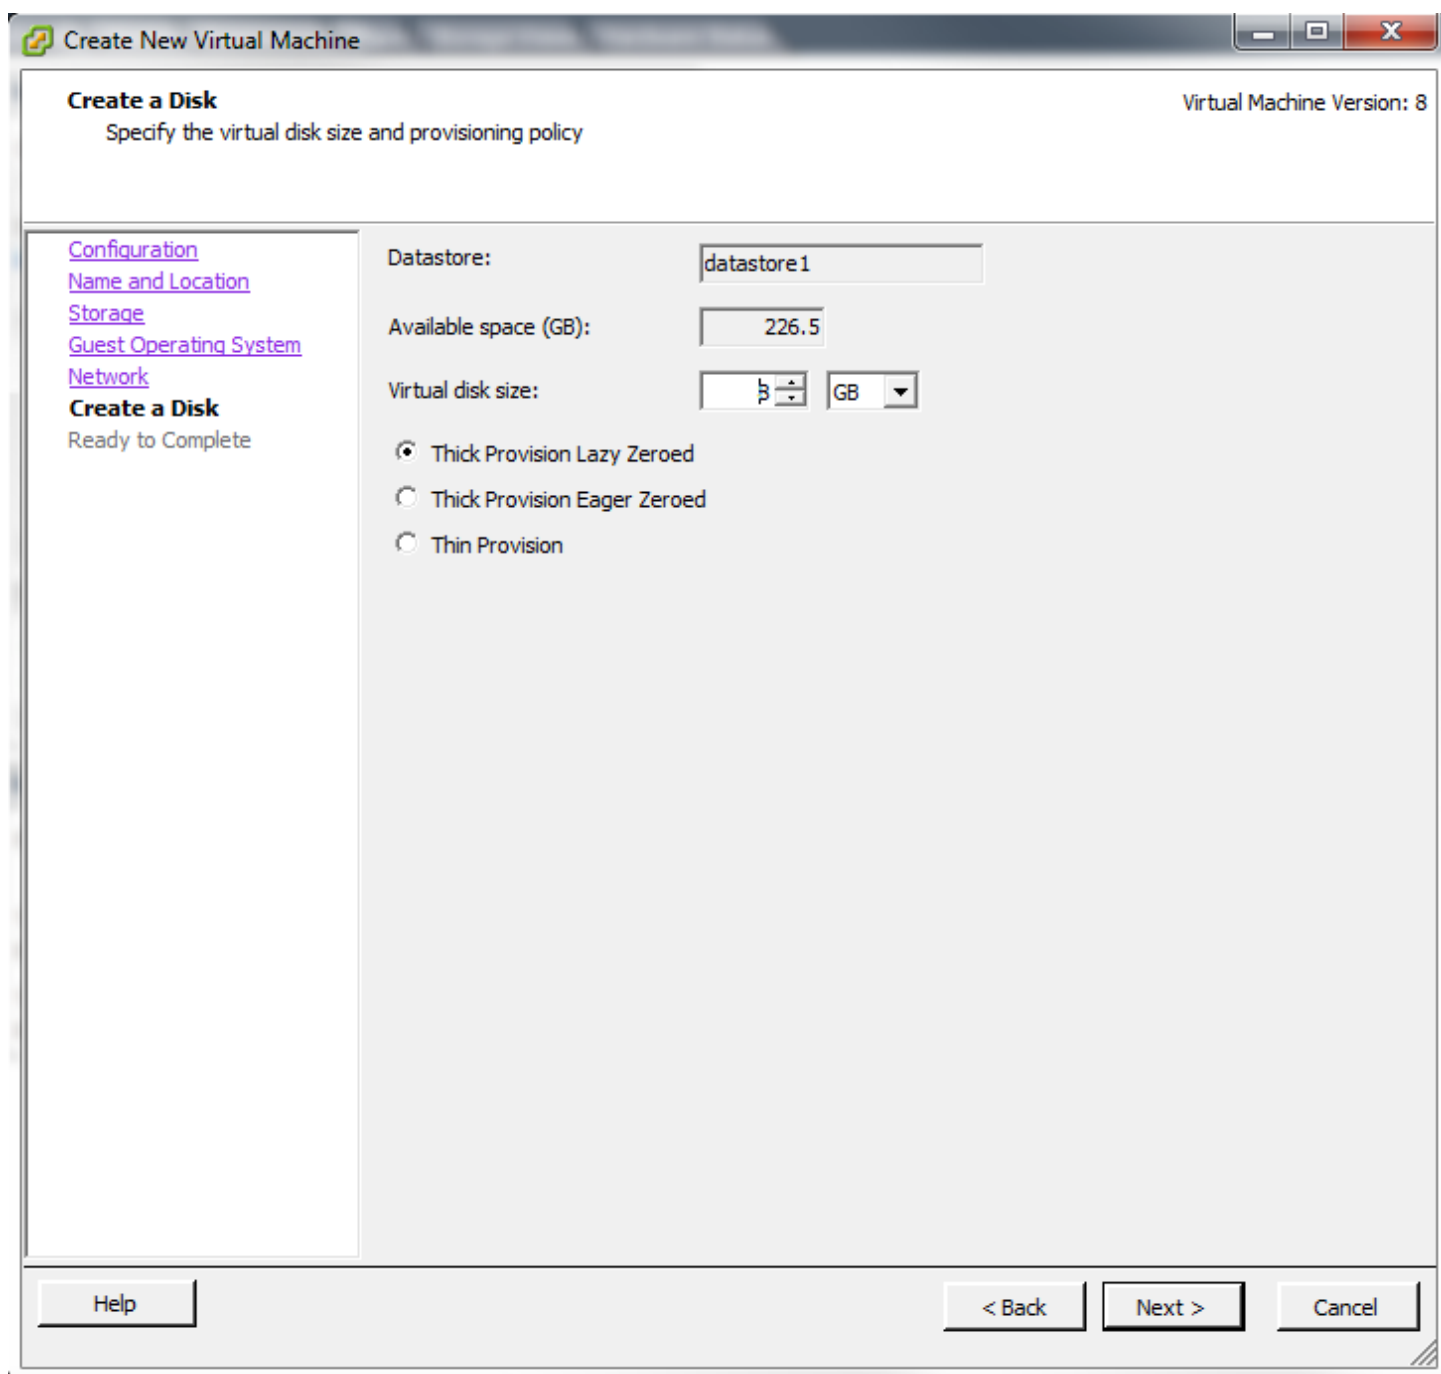 Create New Virtual Machine
Create a Disk
Virtual Machine Version: 8
Specify the virtual disk size and provisioning policy
Configuration
Name and Location
Storage
Guest Operating System
Network
Create a Disk
Ready to Complete
Datastore:
datastore1
Available space (GB):
226.5
Virtual disk size:
GB
Thick Provision Lazy Zeroed
Thick Provision Eager Zeroed
Thin Provision
Help
< Back
Next >
Cancel